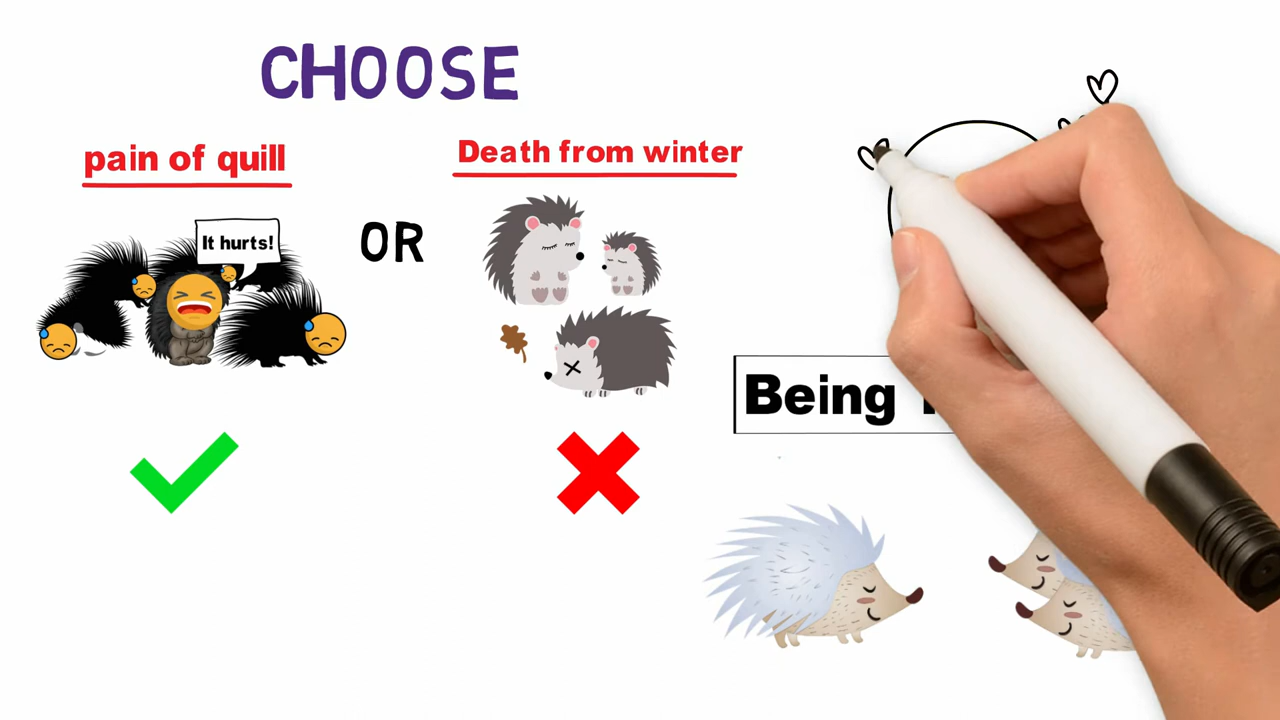 CHOOSE
pain of quill
Death from winter
It hurts!
OR
Being